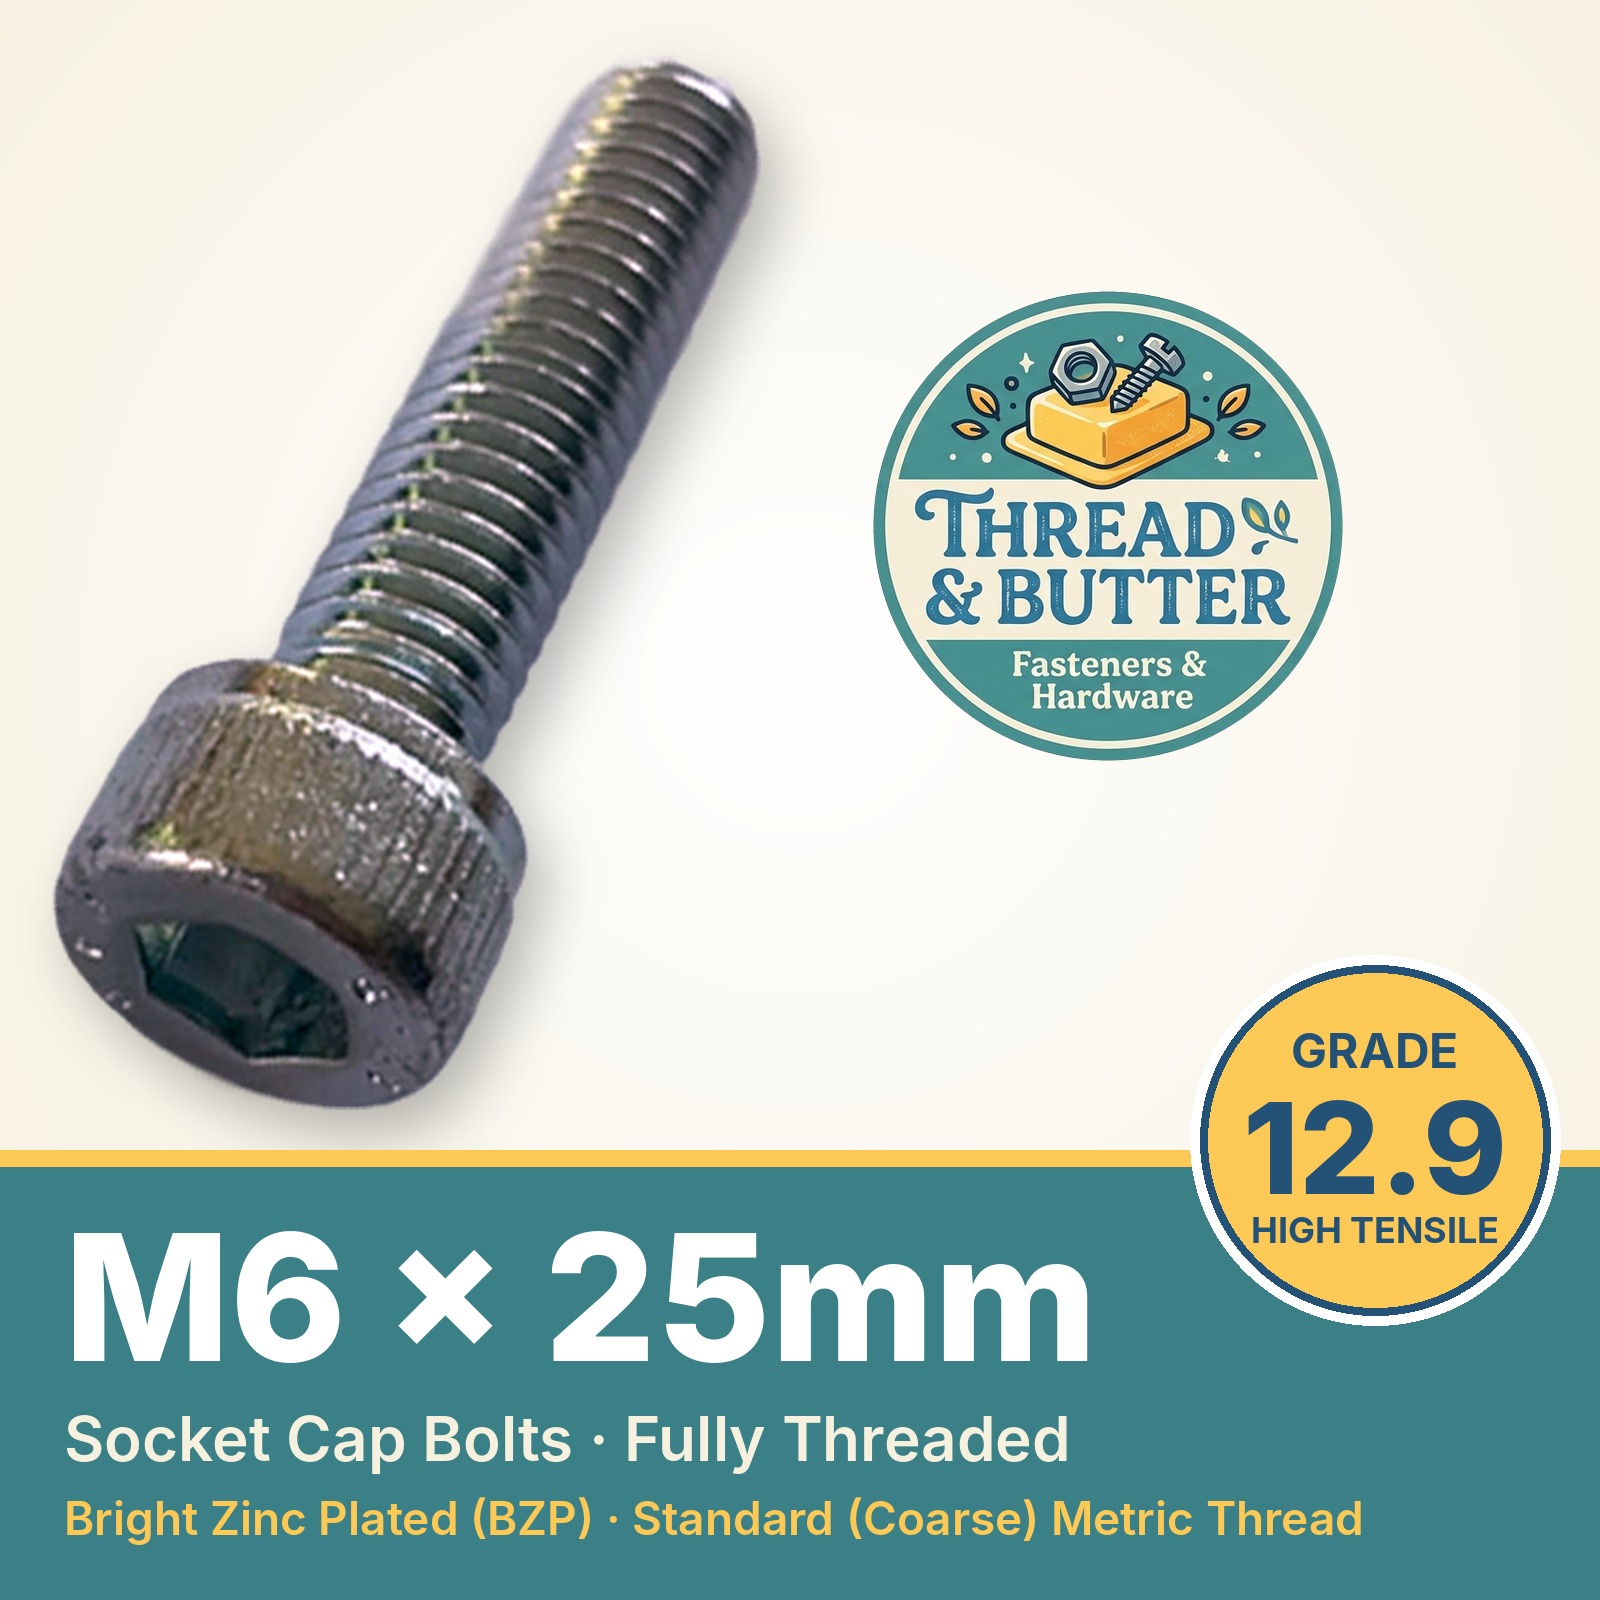 THREAD
& BUTTER
Fasteners &
Hardware
GRADE
12.9
HIGH TENSILE
M6 × 25mm
Socket Cap Bolts · Fully Threaded
Bright Zinc Plated (BZP) · Standard (Coarse) Metric Thread